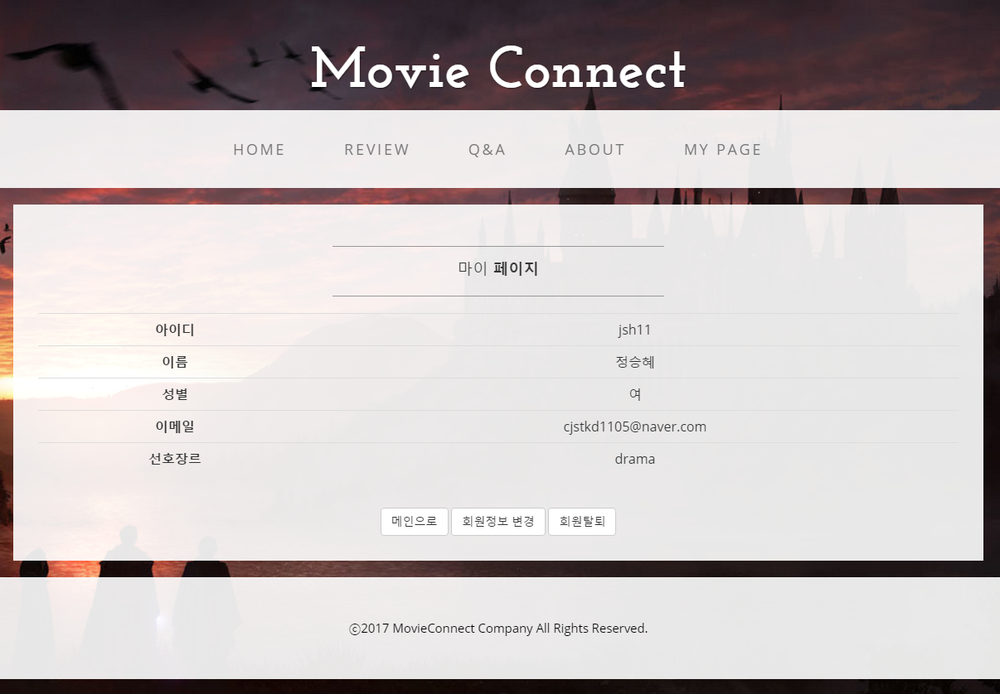 Movie Connect
HOME REVIEW Q&A ABOUT MY PAGE
마이 페이지
아이디 jsh11
이름 정승혜
성별 여
이메일 cjstkd1105@naver.com
선호장르 drama
메인으로 회원정보 변경 회원탈퇴
ⓒ2017 MovieConnect Company All Rights Reserved.